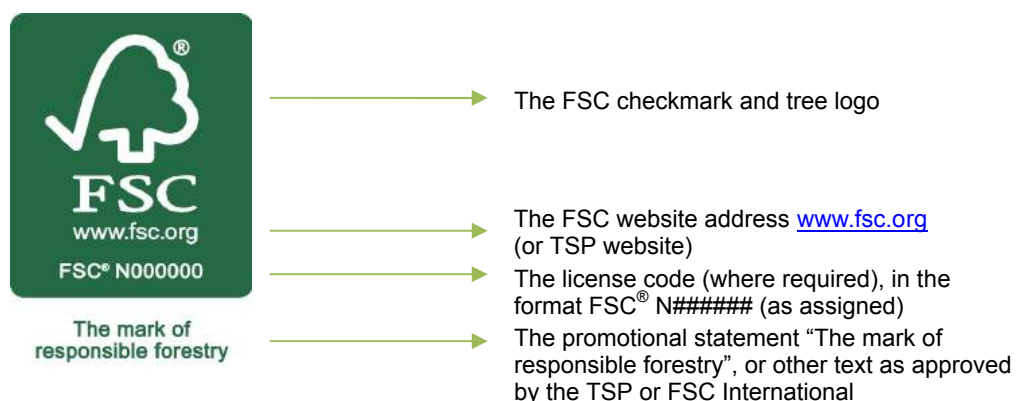 ®
The FSC checkmark and tree logo
FSC
www.fsc.org
The FSC website address www.fsc.org
(or TSP website)
FSC® N000000
The license code (where required), in the
format FSC® N###### (as assigned)
The mark of
responsible forestry
The promotional statement “The mark of
responsible forestry”, or other text as approved
by the TSP or FSC International